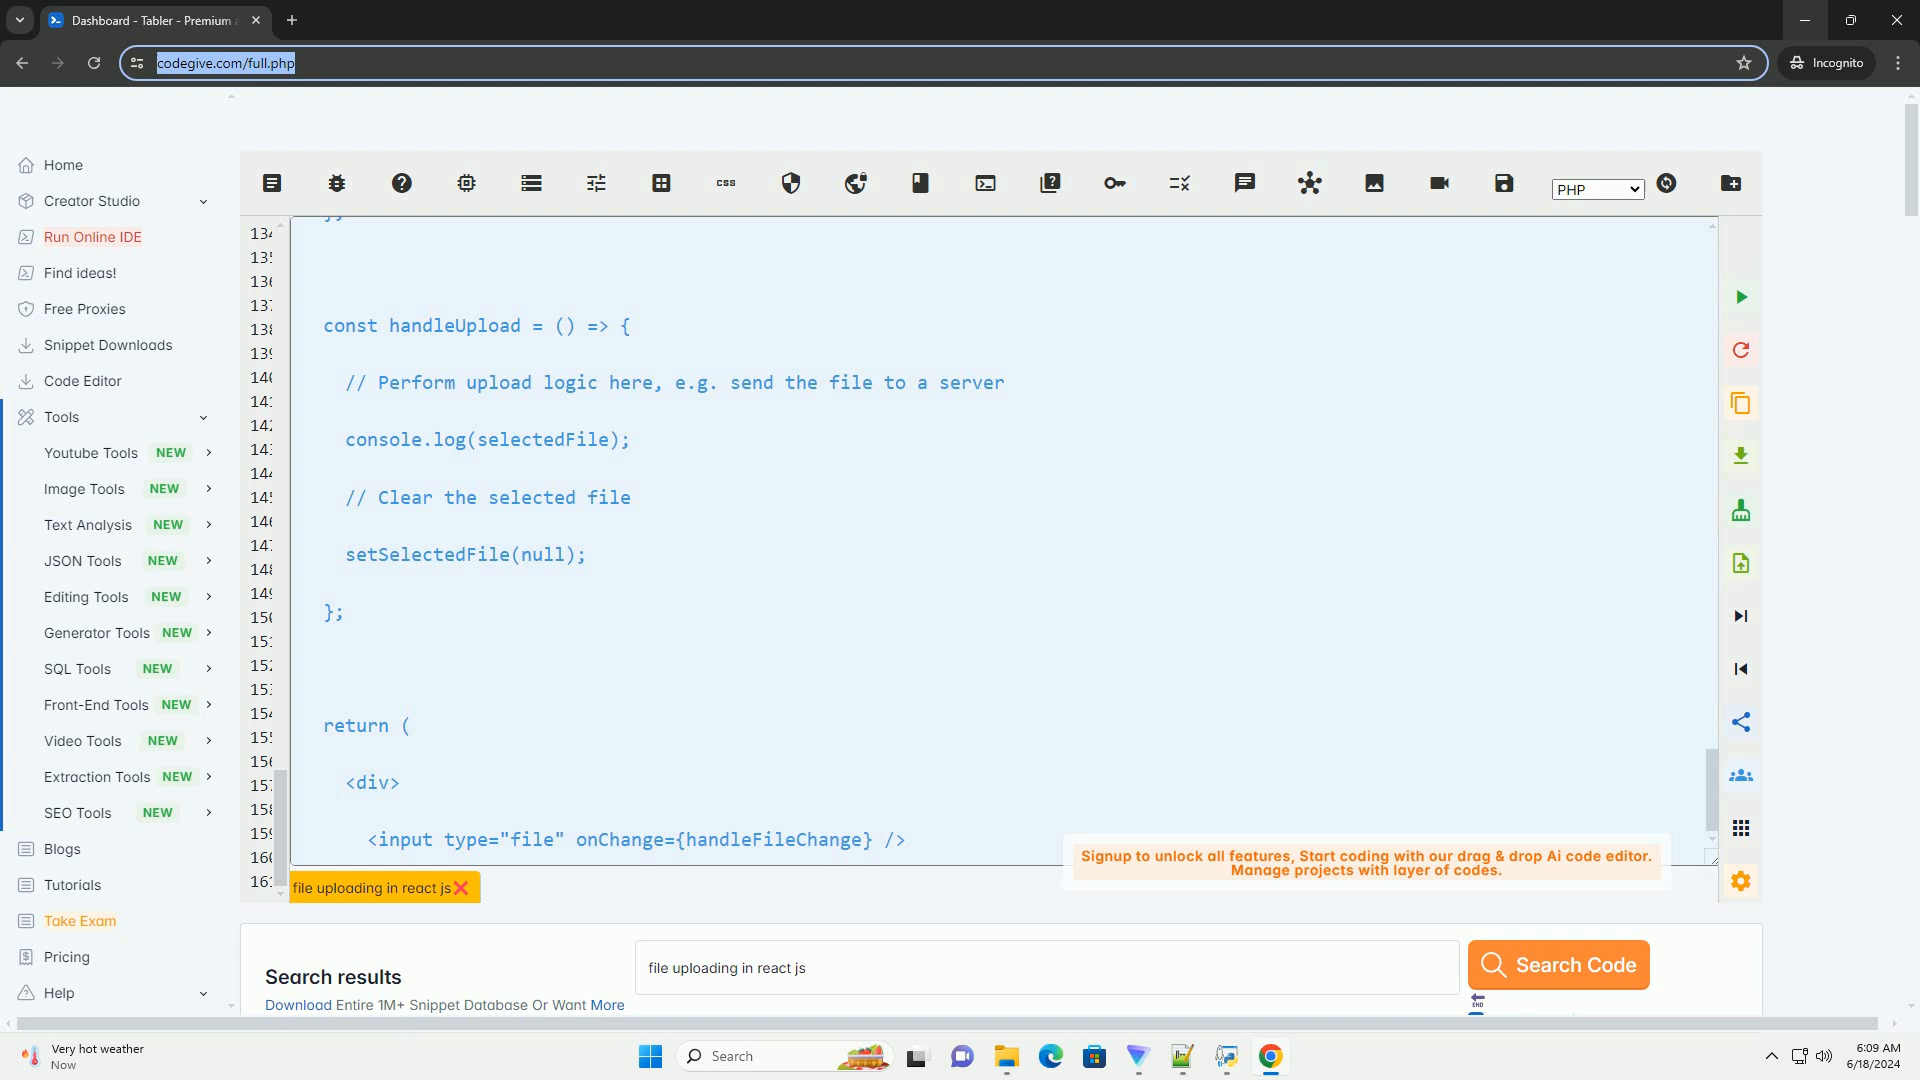 Dashboard - Tabler - Premium
codegive.com/full.php
Incognito
Home
Creator Studio
Run Online IDE
Find ideas!
Free Proxies
Snippet Downloads
Code Editor
Tools
Youtube Tools NEW
Image Tools NEW
Text Analysis NEW
JSON Tools NEW
Editing Tools NEW
Generator Tools NEW
SQL Tools NEW
Front-End Tools NEW
Video Tools NEW
Extraction Tools NEW
SEO Tools NEW
Blogs
Tutorials
Take Exam
Pricing
Help
css
PHP
const handleUpload = () => {
// Perform upload logic here, e.g. send the file to a server
console.log(selectedFile);
// Clear the selected file
setSelectedFile(null);
};
return (
<div>
<input type="file" onChange={handleFileChange} />
Signup to unlock all features, Start coding with our drag & drop Ai code editor.
Manage projects with layer of codes.
file uploading in react js
Search results
Download Entire 1M+ Snippet Database Or Want More
file uploading in react js
Search Code
END
Very hot weather
Now
Search
6:09 AM
6/18/2024